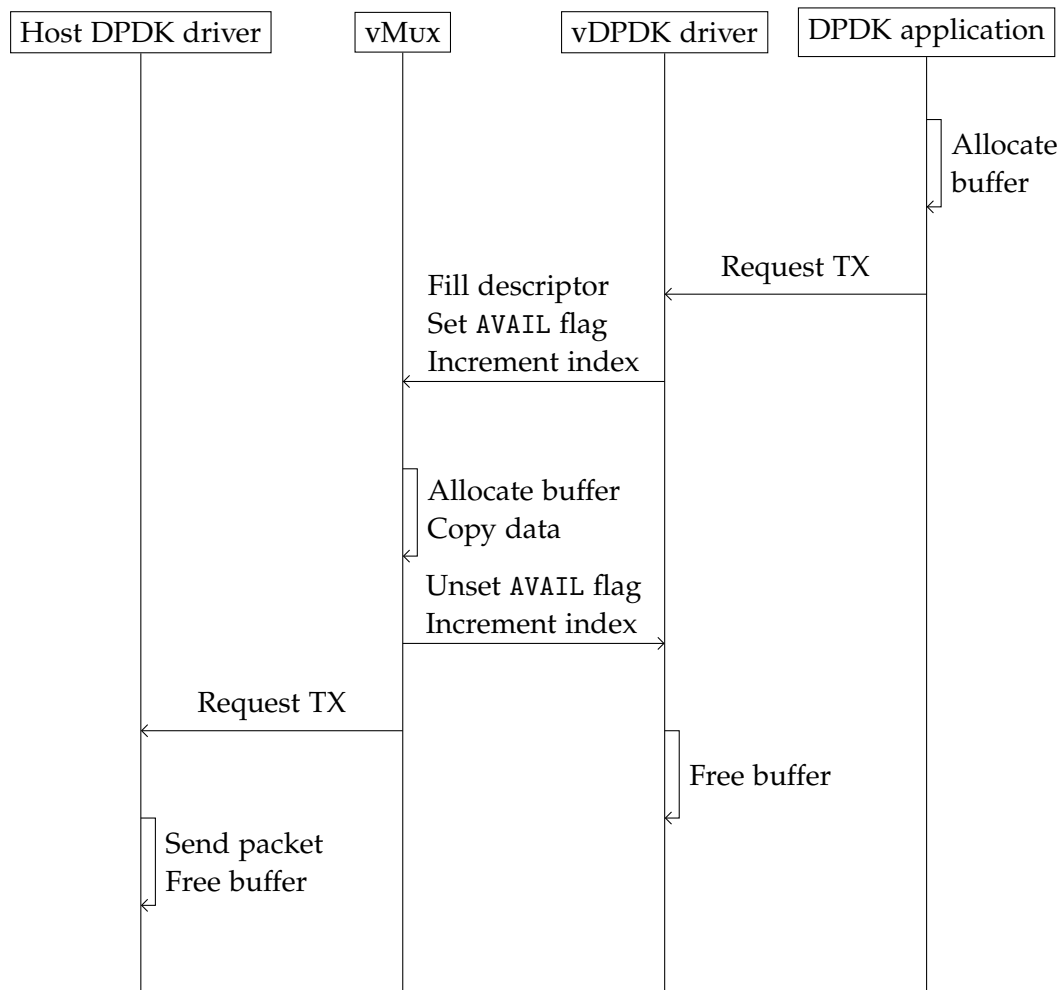 Host DPDK driver
vMux
vDPDK driver
DPDK application
Allocate
buffer
Request TX
Fill descriptor
Set AVAIL flag
Increment index
Allocate buffer
Copy data
Unset AVAIL flag
Increment index
Request TX
Free buffer
Send packet
Free buffer